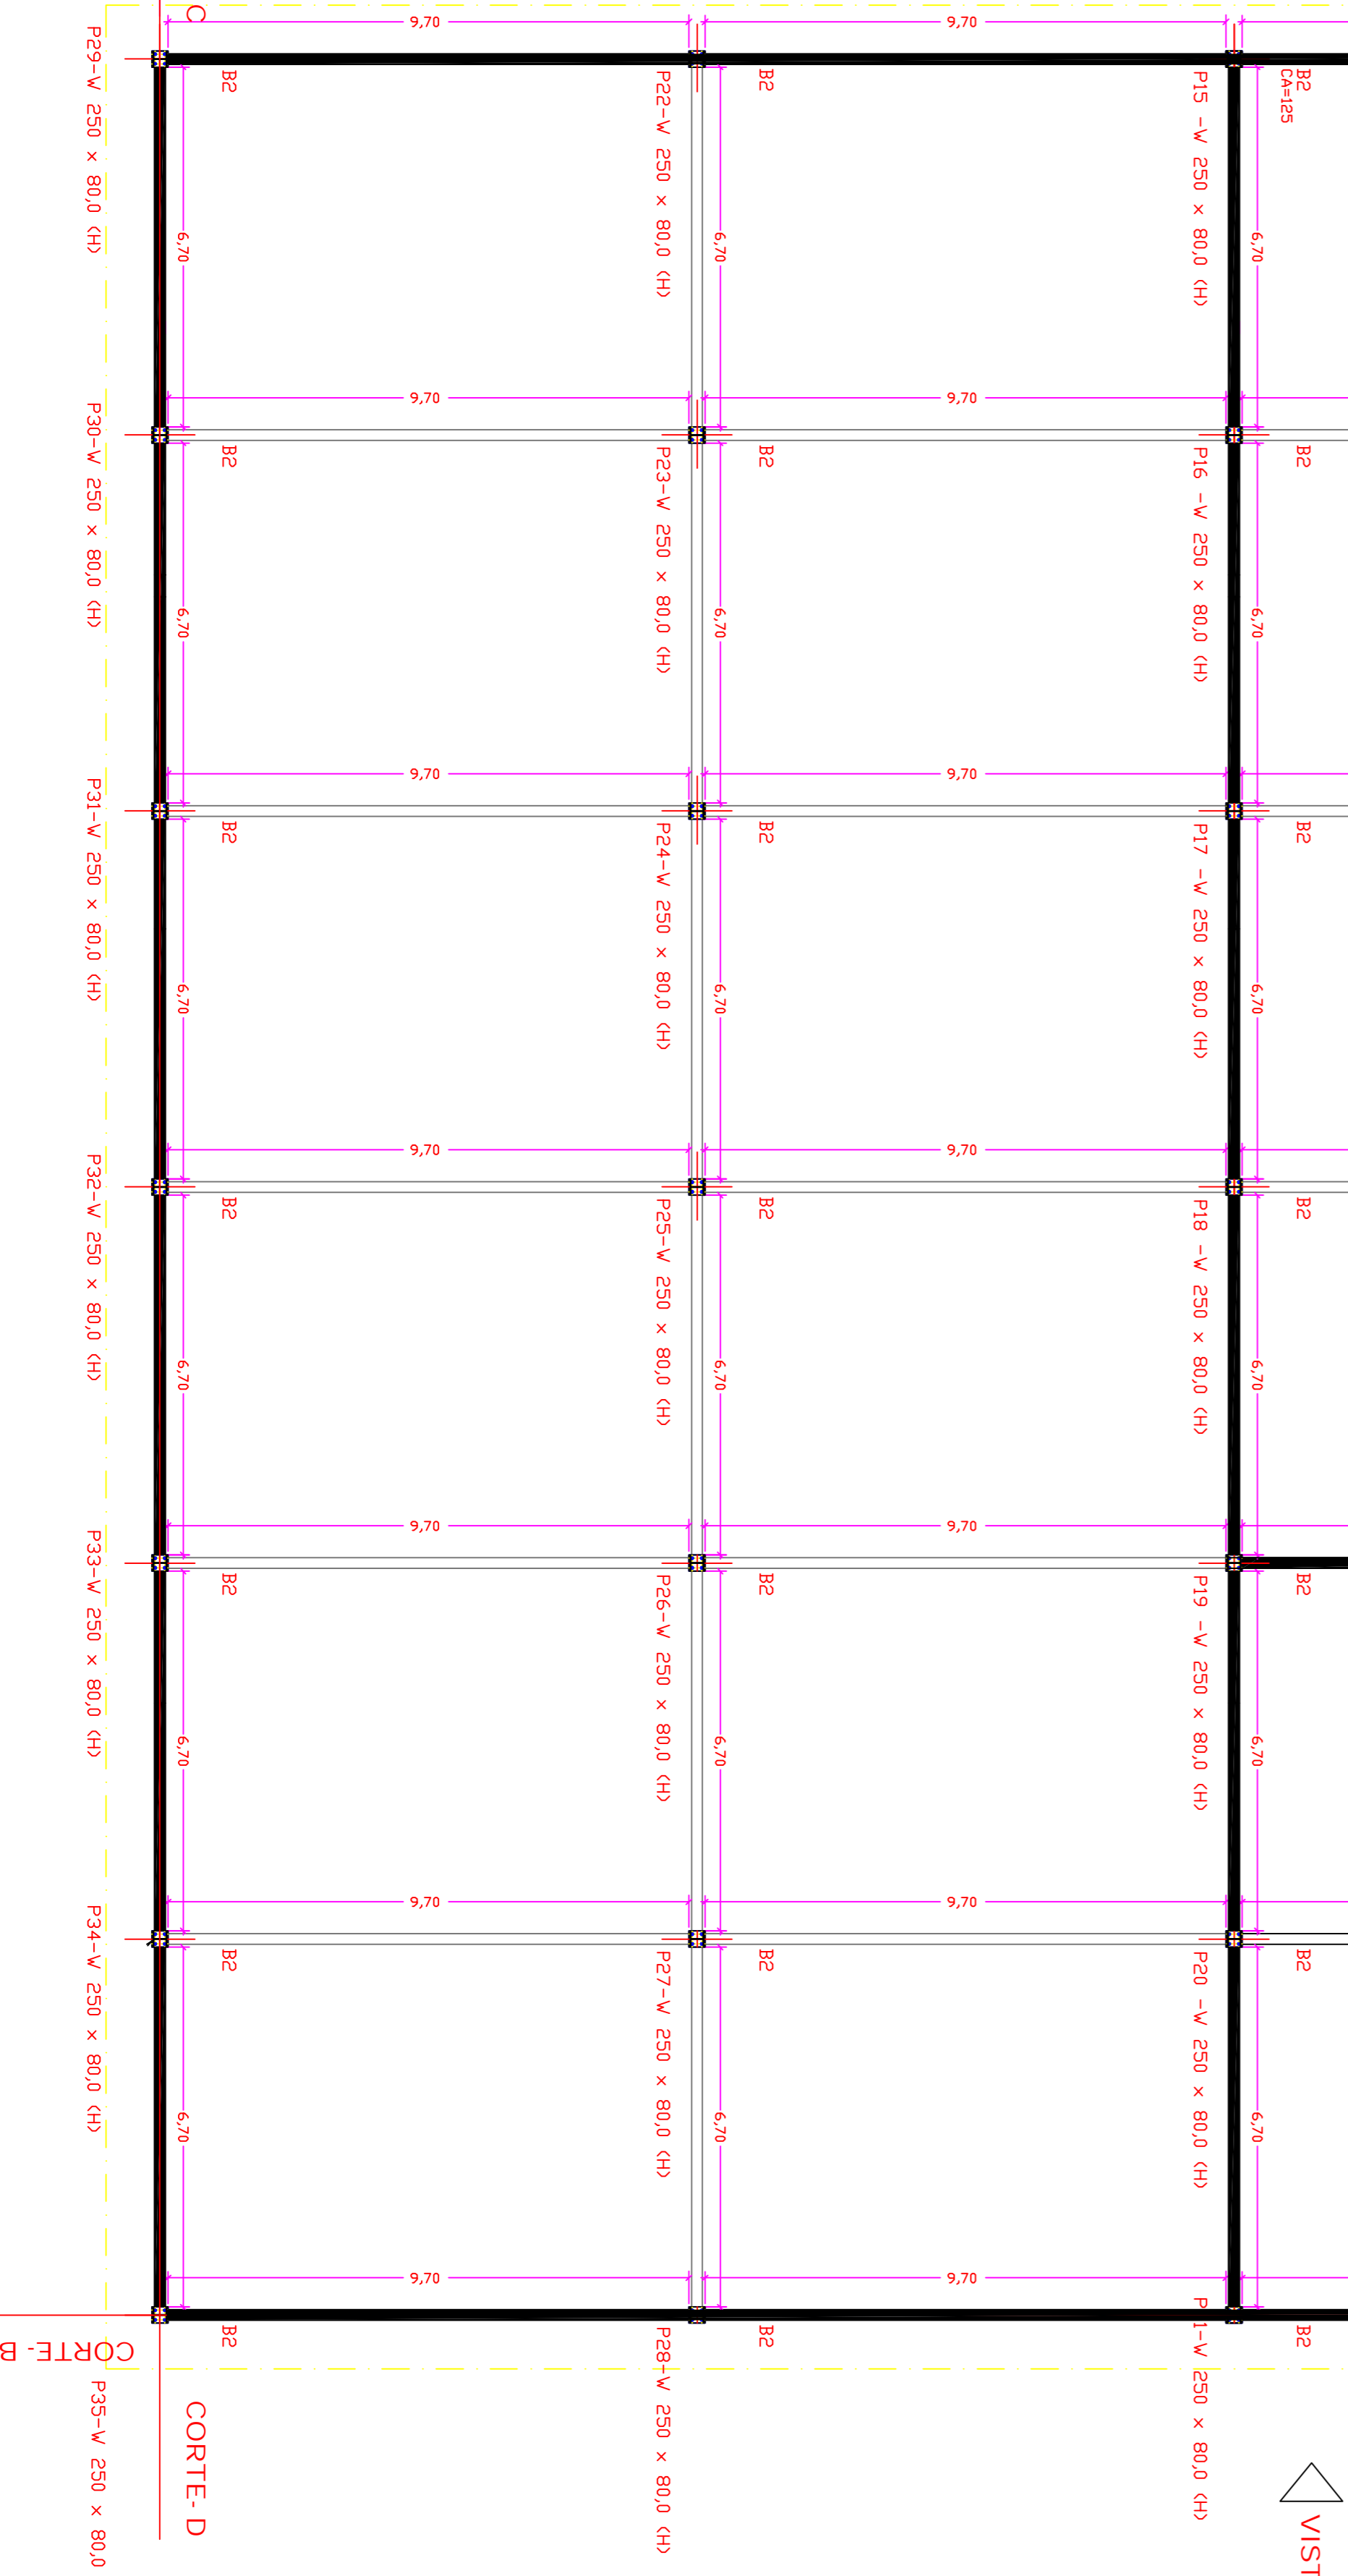 B2
B2
B2
B2
B2
B2
B2
VIST
CA=125
6,70
6,70
6,70
6,70
6,70
6,70
P15 -W 250 x 80,0 (H)
P16 -W 250 x 80,0 (H)
P17 -W 250 x 80,0 (H)
P18 -W 250 x 80,0 (H)
P19 -W 250 x 80,0 (H)
P20 -W 250 x 80,0 (H)
P21-W 250 x 80,0 (H)
9,70
9,70
9,70
9,70
9,70
9,70
9,70
B2
B2
B2
B2
B2
B2
B2
6,70
6,70
6,70
6,70
6,70
6,70
P22-W 250 x 80,0 (H)
P23-W 250 x 80,0 (H)
P24-W 250 x 80,0 (H)
P25-W 250 x 80,0 (H)
P26-W 250 x 80,0 (H)
P27-W 250 x 80,0 (H)
P28-W 250 x 80,0 (H)
9,70
9,70
9,70
9,70
9,70
9,70
9,70
B2
B2
B2
B2
B2
B2
B2
C
CORTE- D
6,70
6,70
6,70
6,70
6,70
6,70
P29-W 250 x 80,0 (H)
P30-W 250 x 80,0 (H)
P31-W 250 x 80,0 (H)
P32-W 250 x 80,0 (H)
P33-W 250 x 80,0 (H)
P34-W 250 x 80,0 (H)
P35-W 250 x 80,0
CORTE- B